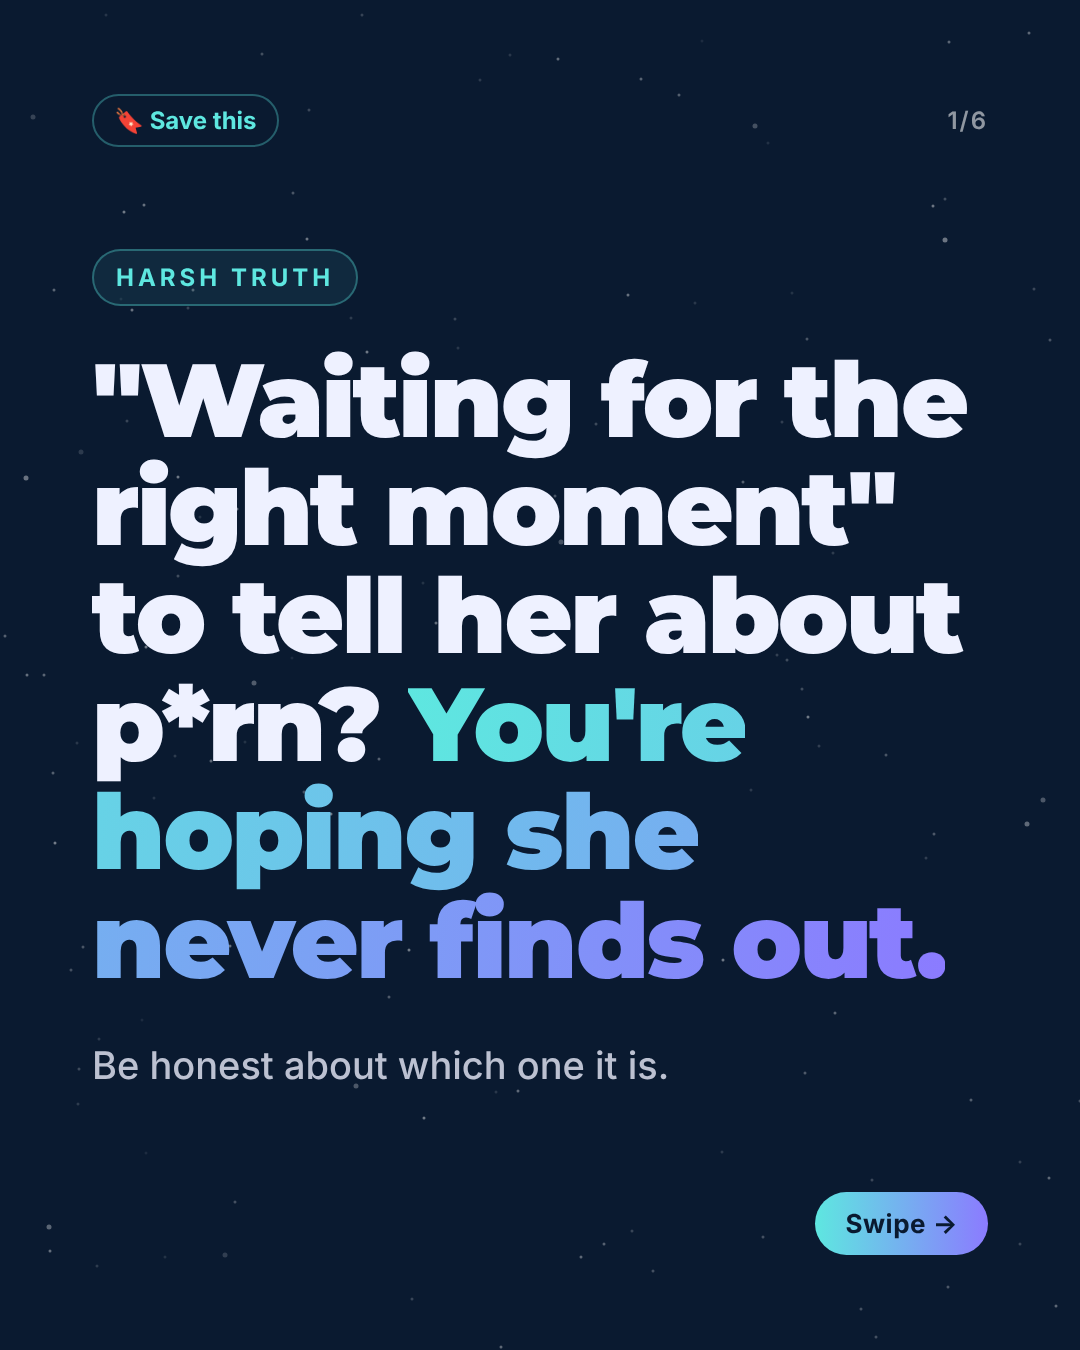 🔖 Save this
1/6
HARSH TRUTH
"Waiting for the
right moment"
to tell her about
p*rn? You're
hoping she
never finds out.
Be honest about which one it is.
Swipe →